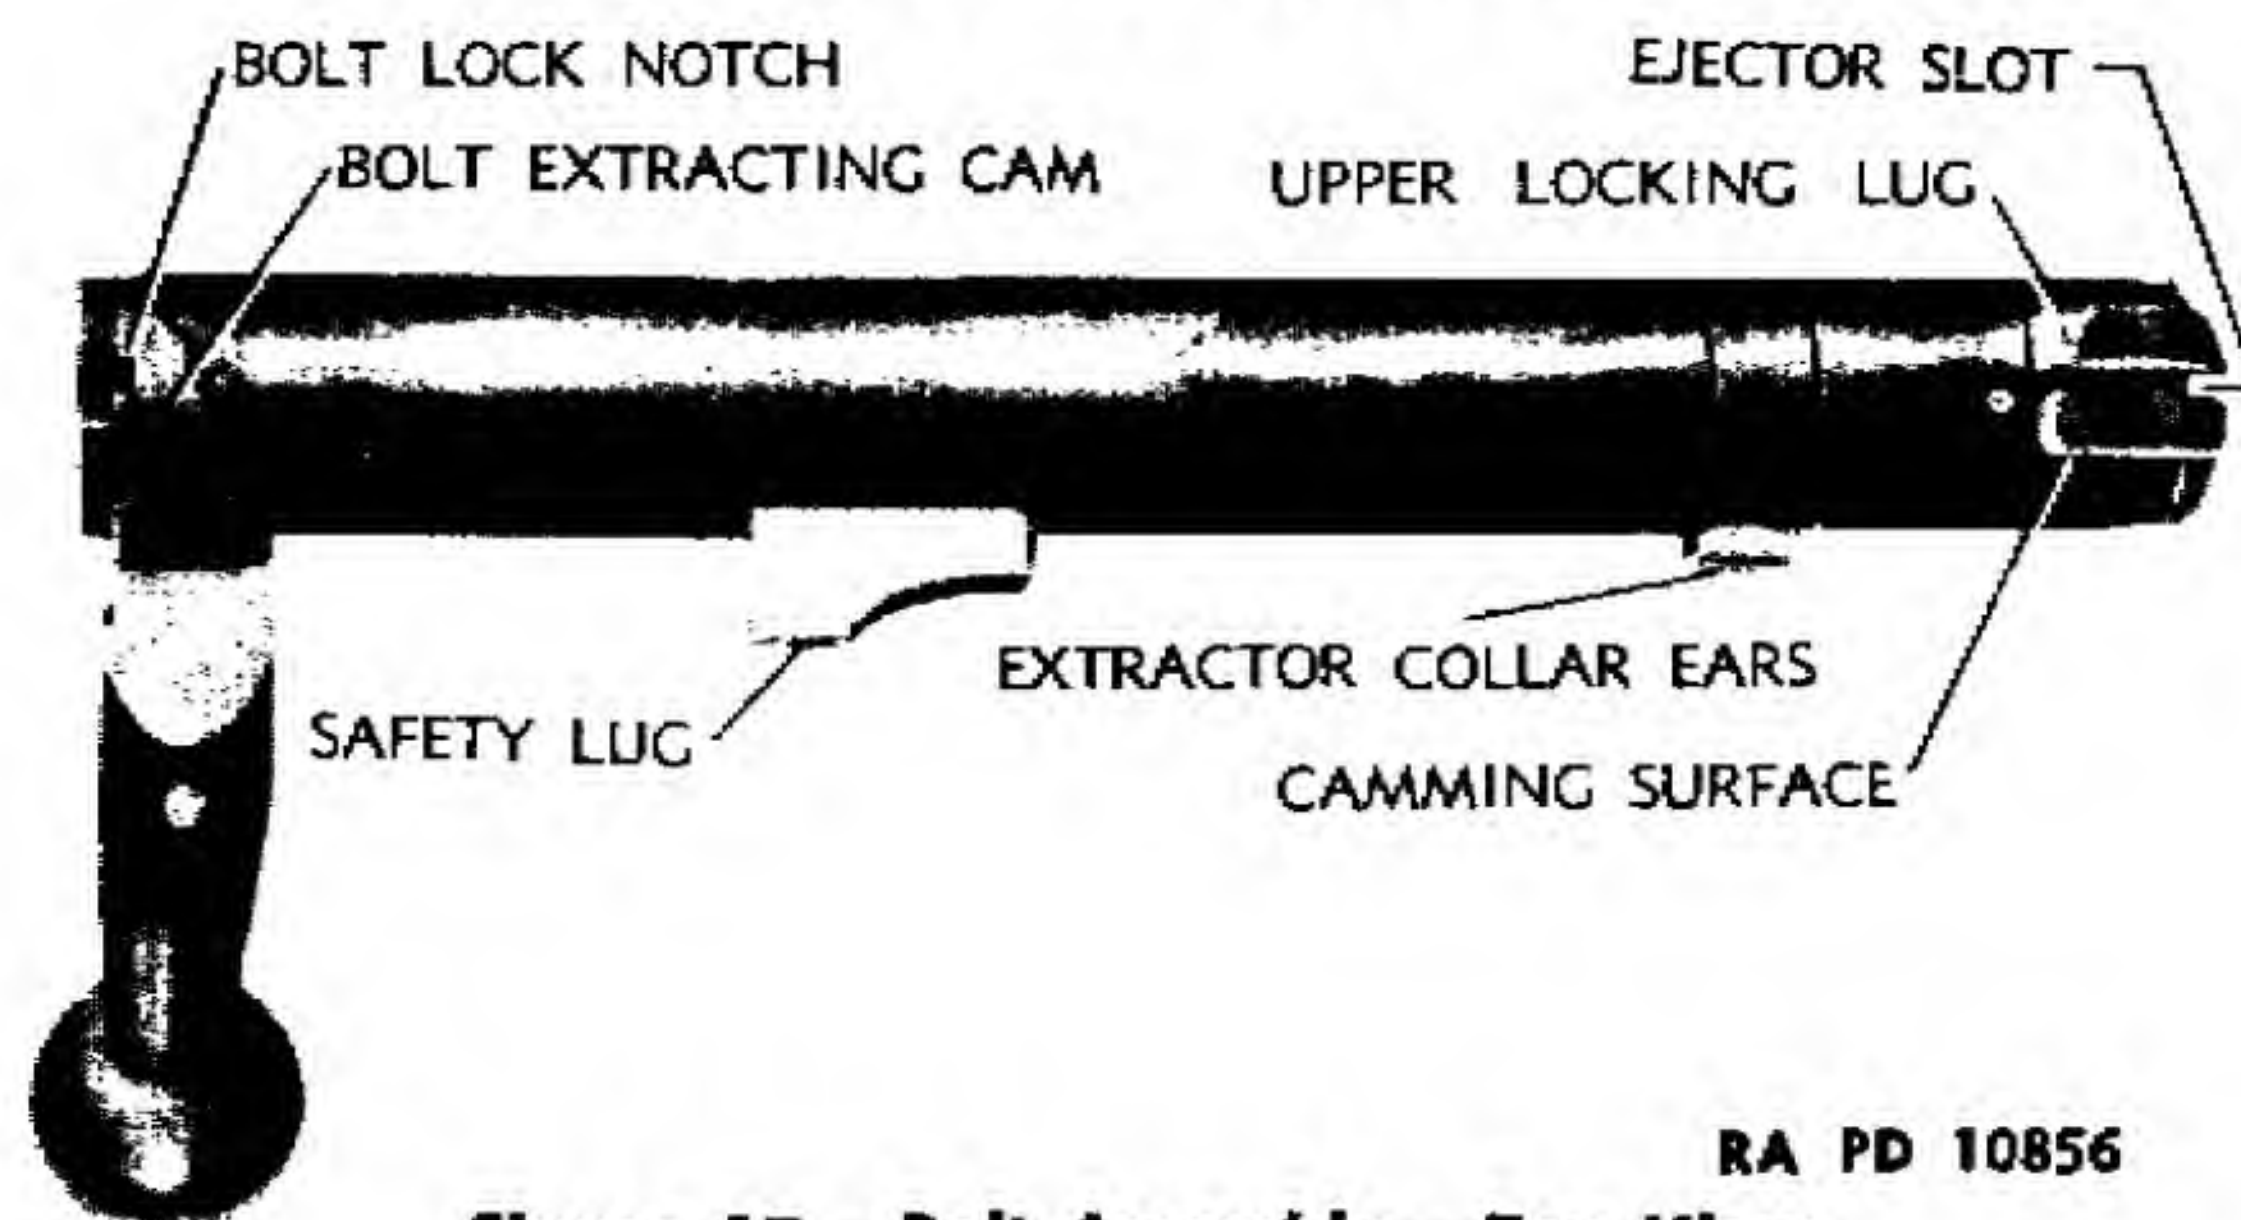 BOLT LOCK NOTCH
EJECTOR SLOT
BOLT EXTRACTING CAM
UPPER LOCKING LUG
EXTRACTOR COLLAR EARS
SAFETY LUG
CAMMING SURFACE
RA PD 10856